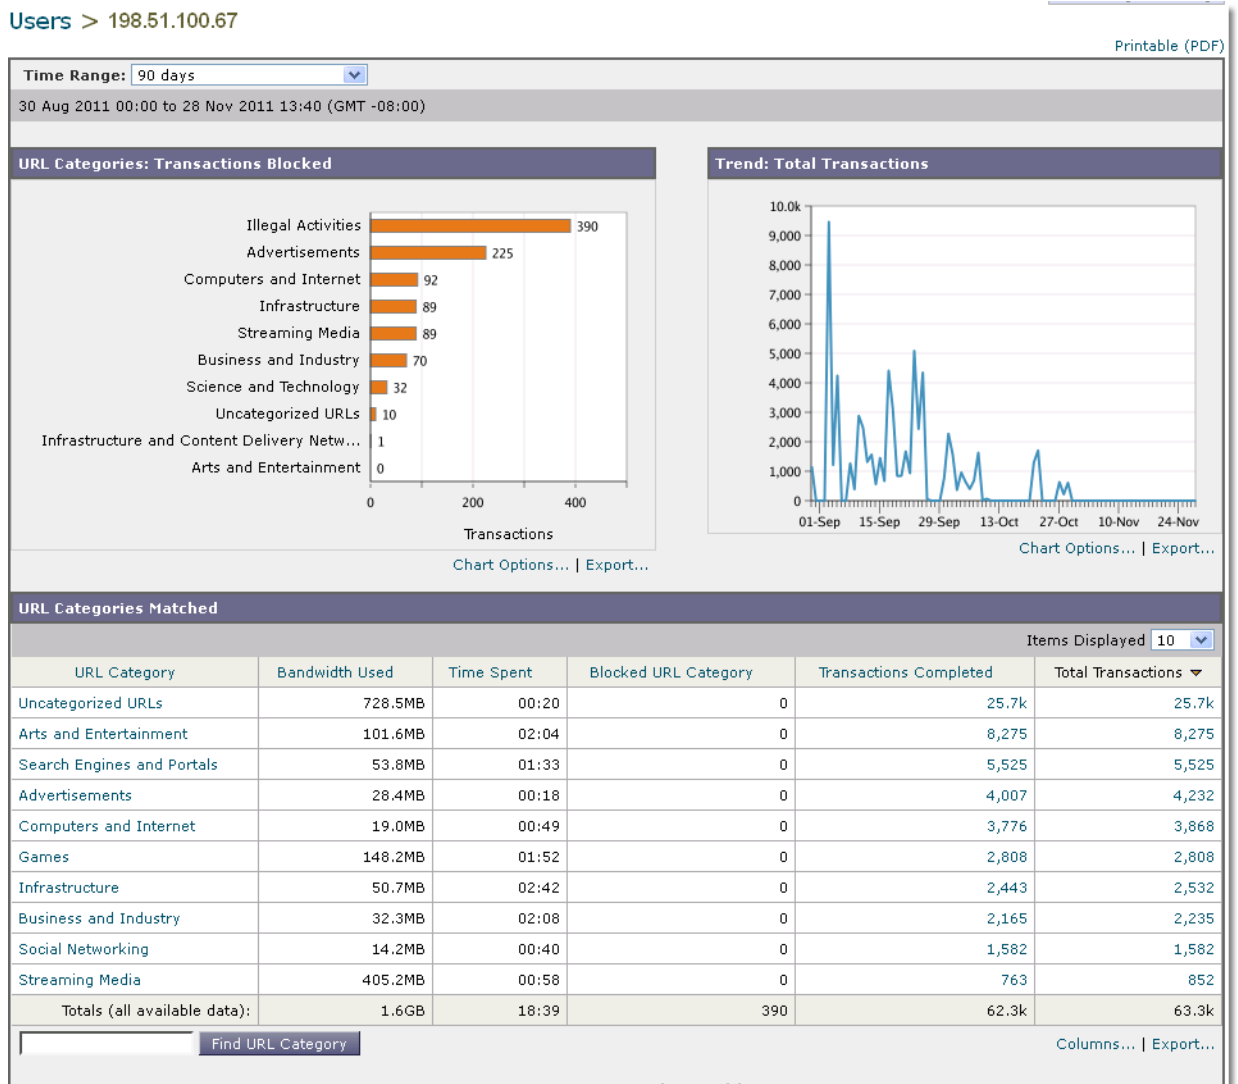 Users > 198.51.100.67
Printable (PDF)
Time Range: 90 days
30 Aug 2011 00:00 to 28 Nov 2011 13:40 (GMT -08:00)
URL Categories: Transactions Blocked
Illegal Activities 390
Advertisements 225
Computers and Internet 92
Infrastructure 89
Streaming Media 89
Business and Industry 70
Science and Technology 32
Uncategorized URLs 10
Infrastructure and Content Delivery Netw... 1
Arts and Entertainment 0
0 200 400
Transactions
Chart Options... | Export...
Trend: Total Transactions
10.0k
9,000
8,000
7,000
6,000
5,000
4,000
3,000
2,000
1,000
0
01-Sep 15-Sep 29-Sep 13-Oct 27-Oct 10-Nov 24-Nov
Chart Options... | Export...
URL Categories Matched
Items Displayed 10
URL Category Bandwidth Used Time Spent Blocked URL Category Transactions Completed Total Transactions
Uncategorized URLs 728.5MB 00:20 0 25.7k 25.7k
Arts and Entertainment 101.6MB 02:04 0 8,275 8,275
Search Engines and Portals 53.8MB 01:33 0 5,525 5,525
Advertisements 28.4MB 00:18 0 4,007 4,232
Computers and Internet 19.0MB 00:49 0 3,776 3,868
Games 148.2MB 01:52 0 2,808 2,808
Infrastructure 50.7MB 02:42 0 2,443 2,532
Business and Industry 32.3MB 02:08 0 2,165 2,235
Social Networking 14.2MB 00:40 0 1,582 1,582
Streaming Media 405.2MB 00:58 0 763 852
Totals (all available data): 1.6GB 18:39 390 62.3k 63.3k
Find URL Category
Columns... | Export...